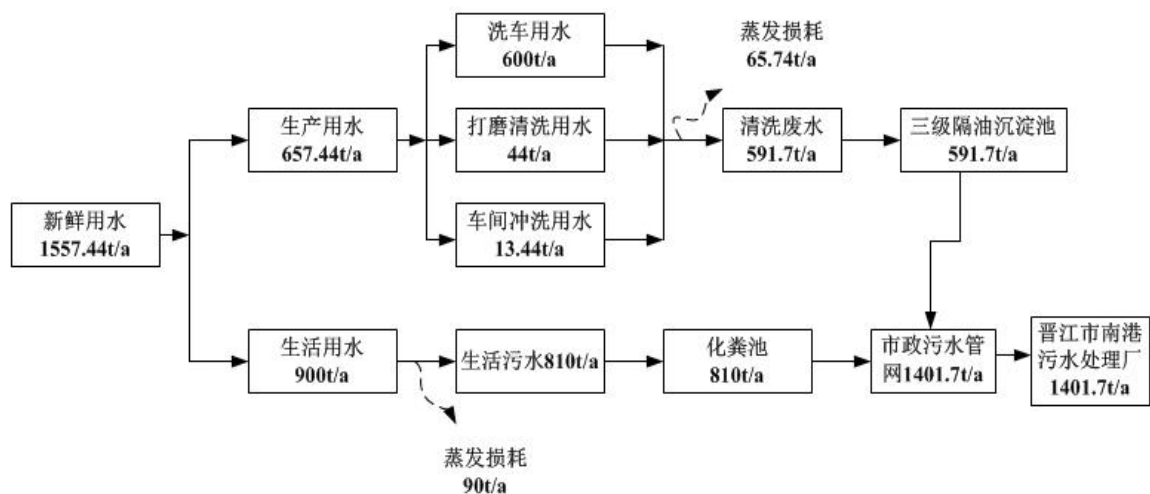 洗车用水
600t/a
蒸发损耗
65.74t/a
生产用水
657.44t/a
打磨清洗用水
44t/a
清洗废水
591.7t/a
三级隔油沉淀池
591.7t/a
新鲜用水
1557.44t/a
车间冲洗用水
13.44t/a
生活用水
900t/a
生活污水810t/a
化粪池
810t/a
市政污水管
网1401.7t/a
晋江市南港
污水处理厂
1401.7t/a
蒸发损耗
90t/a